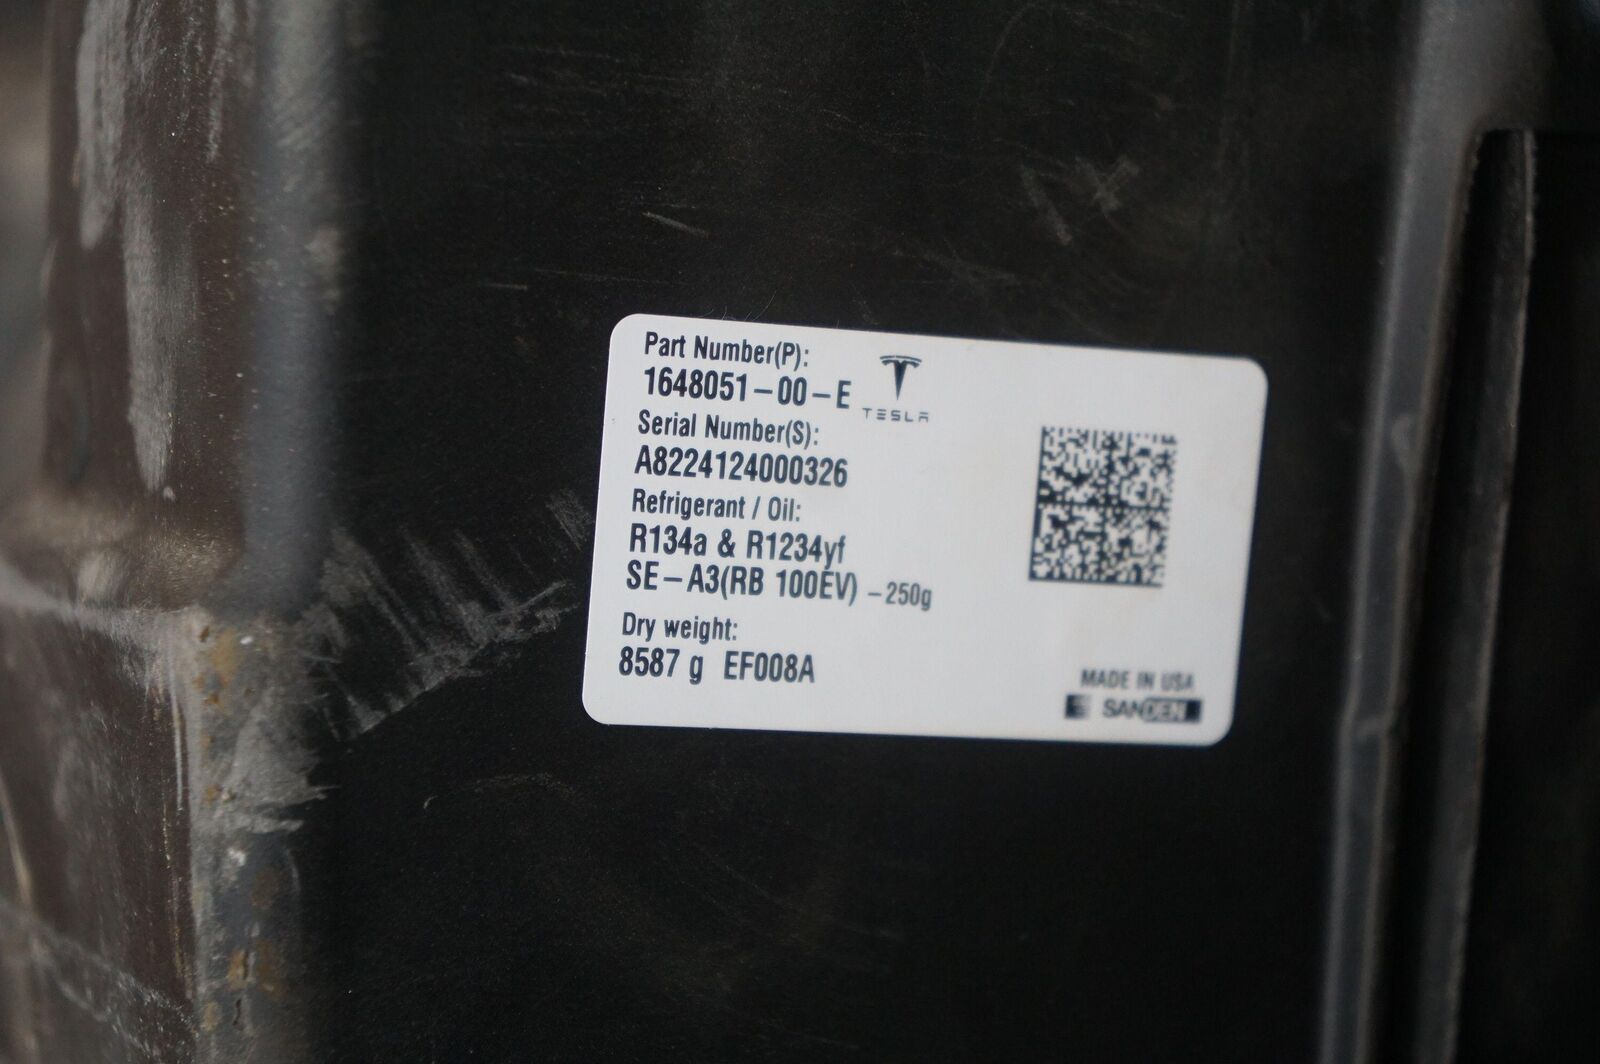 Part Number(P):
1648051-00-E
TESLA
Serial Number(S):
A8224124000326
Refrigerant / Oil:
R134a & R1234yf
SE-A3(RB 100EV) -250g
Dry weight:
8587 g EF008A
MADE IN USA
SANDEN